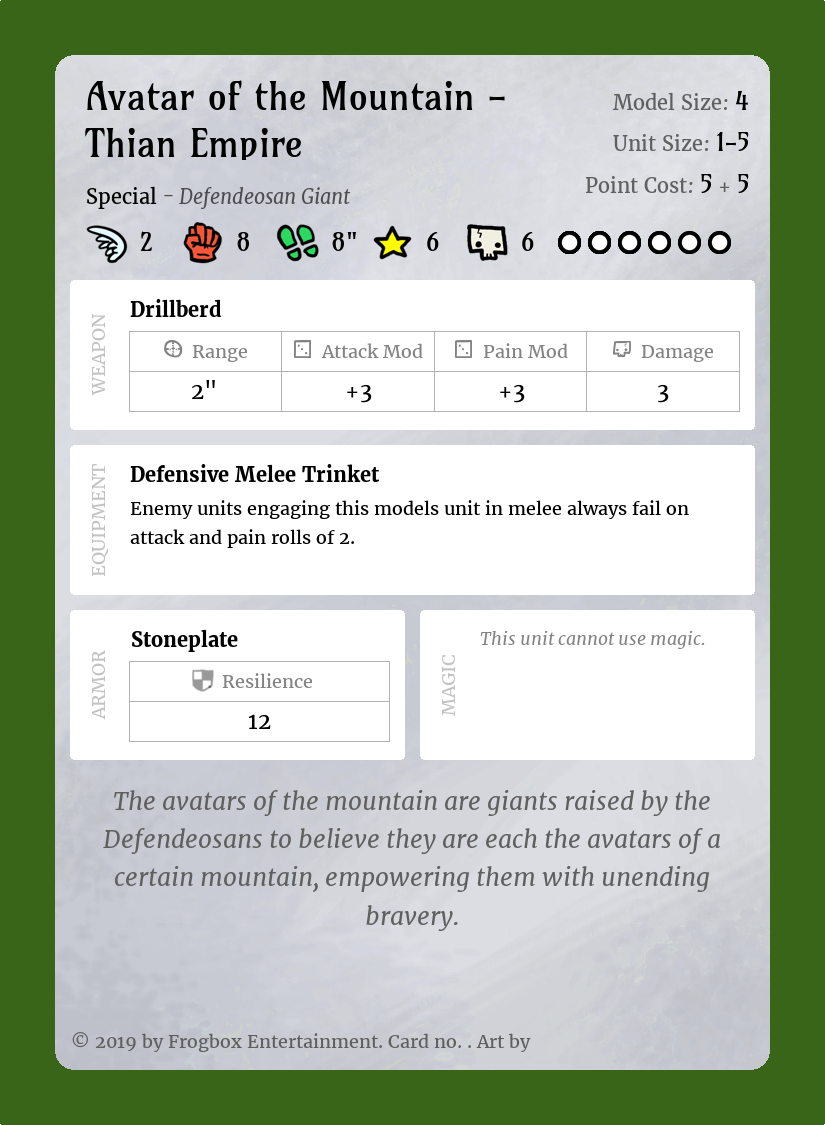 Avatar of the Mountain –
Thian Empire
Model Size: 4
Unit Size: 1–5
Point Cost: 5 + 5
Special – Defendeosan Giant
2 8 8" 6 6
WEAPON
Drillberd
Range Attack Mod Pain Mod Damage
2" +3 +3 3
EQUIPMENT
Defensive Melee Trinket
Enemy units engaging this models unit in melee always fail on
attack and pain rolls of 2.
ARMOR
Stoneplate
Resilience
12
MAGIC
This unit cannot use magic.
The avatars of the mountain are giants raised by the
Defendeosans to believe they are each the avatars of a
certain mountain, empowering them with unending
bravery.
© 2019 by Frogbox Entertainment. Card no. . Art by